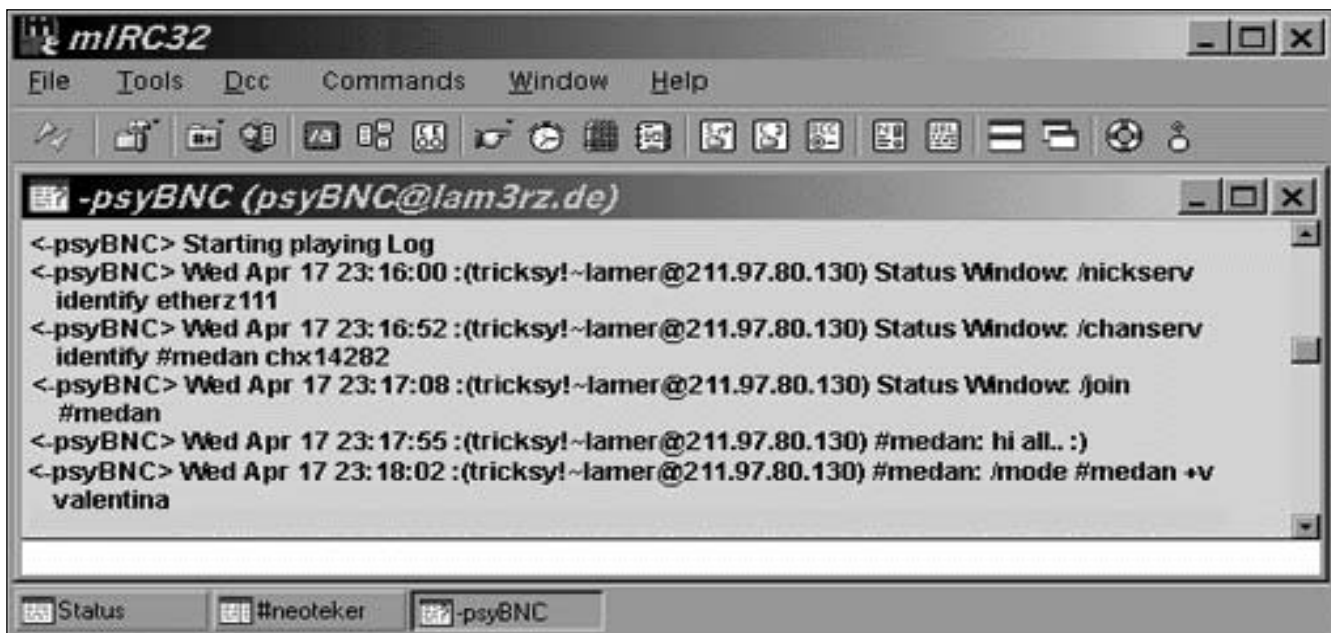 mIRC32
File Tools Dcc Commands Window Help
-psyBNC (psyBNC@lam3rz.de)
<-psyBNC> Starting playing Log
<-psyBNC> Wed Apr 17 23:16:00 :(tricksy!~lamer@211.97.80.130) Status Window: /nickserv
identify etherz111
<-psyBNC> Wed Apr 17 23:16:52 :(tricksy!~lamer@211.97.80.130) Status Window: /chanserv
identify #medan chx14282
<-psyBNC> Wed Apr 17 23:17:08 :(tricksy!~lamer@211.97.80.130) Status Window: /join
#medan
<-psyBNC> Wed Apr 17 23:17:55 :(tricksy!~lamer@211.97.80.130) #medan: hi all.. :)
<-psyBNC> Wed Apr 17 23:18:02 :(tricksy!~lamer@211.97.80.130) #medan: /mode #medan +v
valentina
Status #neoteker -psyBNC